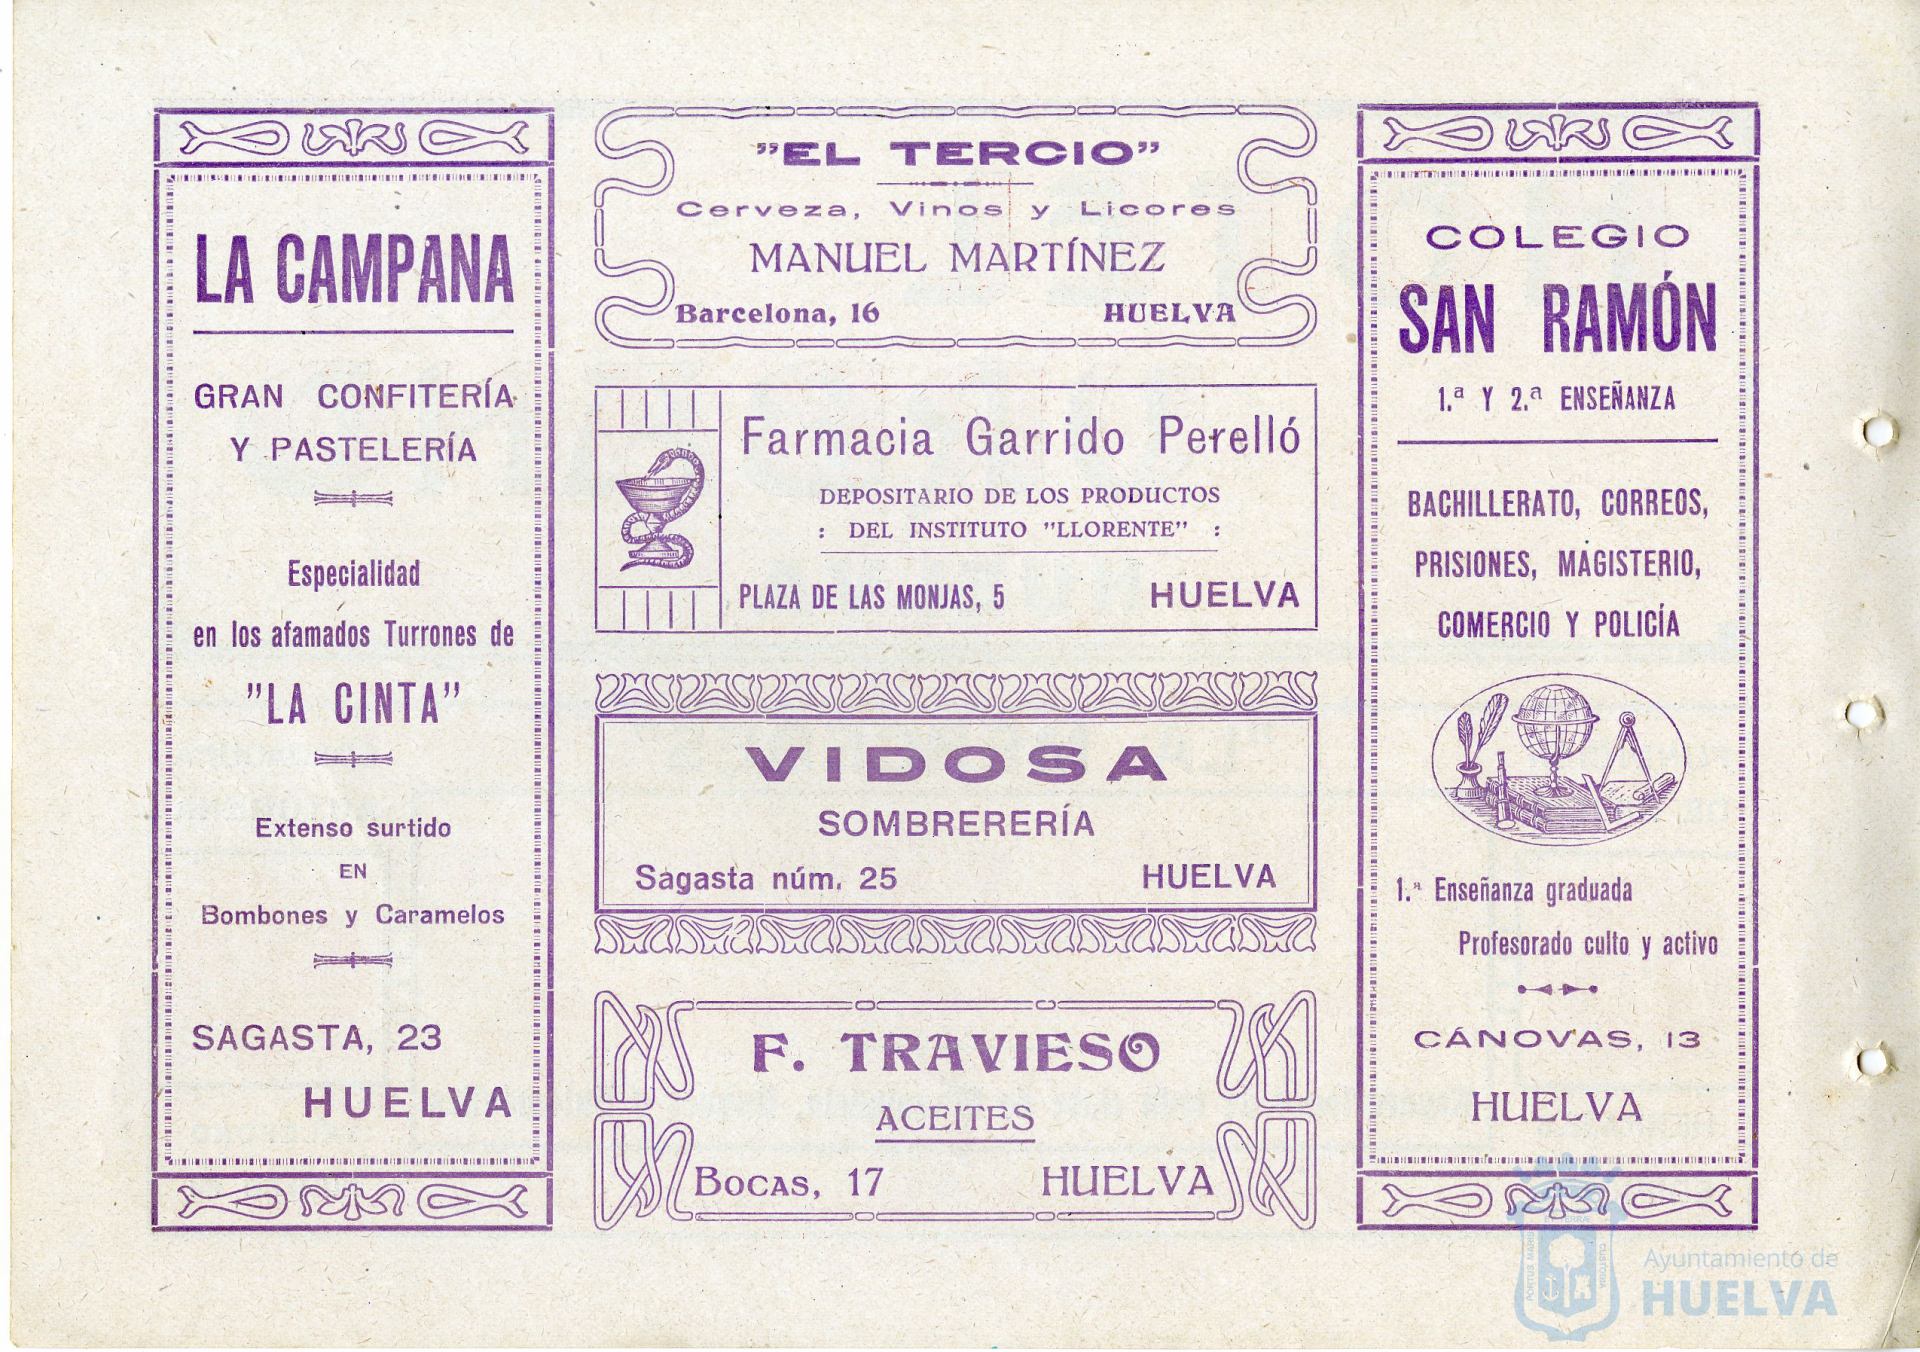 LA CAMPANA
GRAN CONFITERÍA
Y PASTELERÍA
Especialidad
en los afamados Turrones de
"LA CINTA"
Extenso surtido
EN
Bombones y Caramelos
SAGASTA, 23
HUELVA
"EL TERCIO"
Cerveza, Vinos y Licores
MANUEL MARTÍNEZ
Barcelona, 16 HUELVA
Farmacia Garrido Perelló
DEPOSITARIO DE LOS PRODUCTOS
: DEL INSTITUTO "LLORENTE" :
PLAZA DE LAS MONJAS, 5 HUELVA
VIDOSA
SOMBRERERÍA
Sagasta núm. 25 HUELVA
F. TRAVIESO
ACEITES
BOCAS, 17 HUELVA
COLEGIO
SAN RAMÓN
1.ª Y 2.ª ENSEÑANZA
BACHILLERATO, CORREOS,
PRISIONES, MAGISTERIO,
COMERCIO Y POLICÍA
1.ª Enseñanza graduada
Profesorado culto y activo
CÁNOVAS, 13
HUELVA
Ayuntamiento de
HUELVA